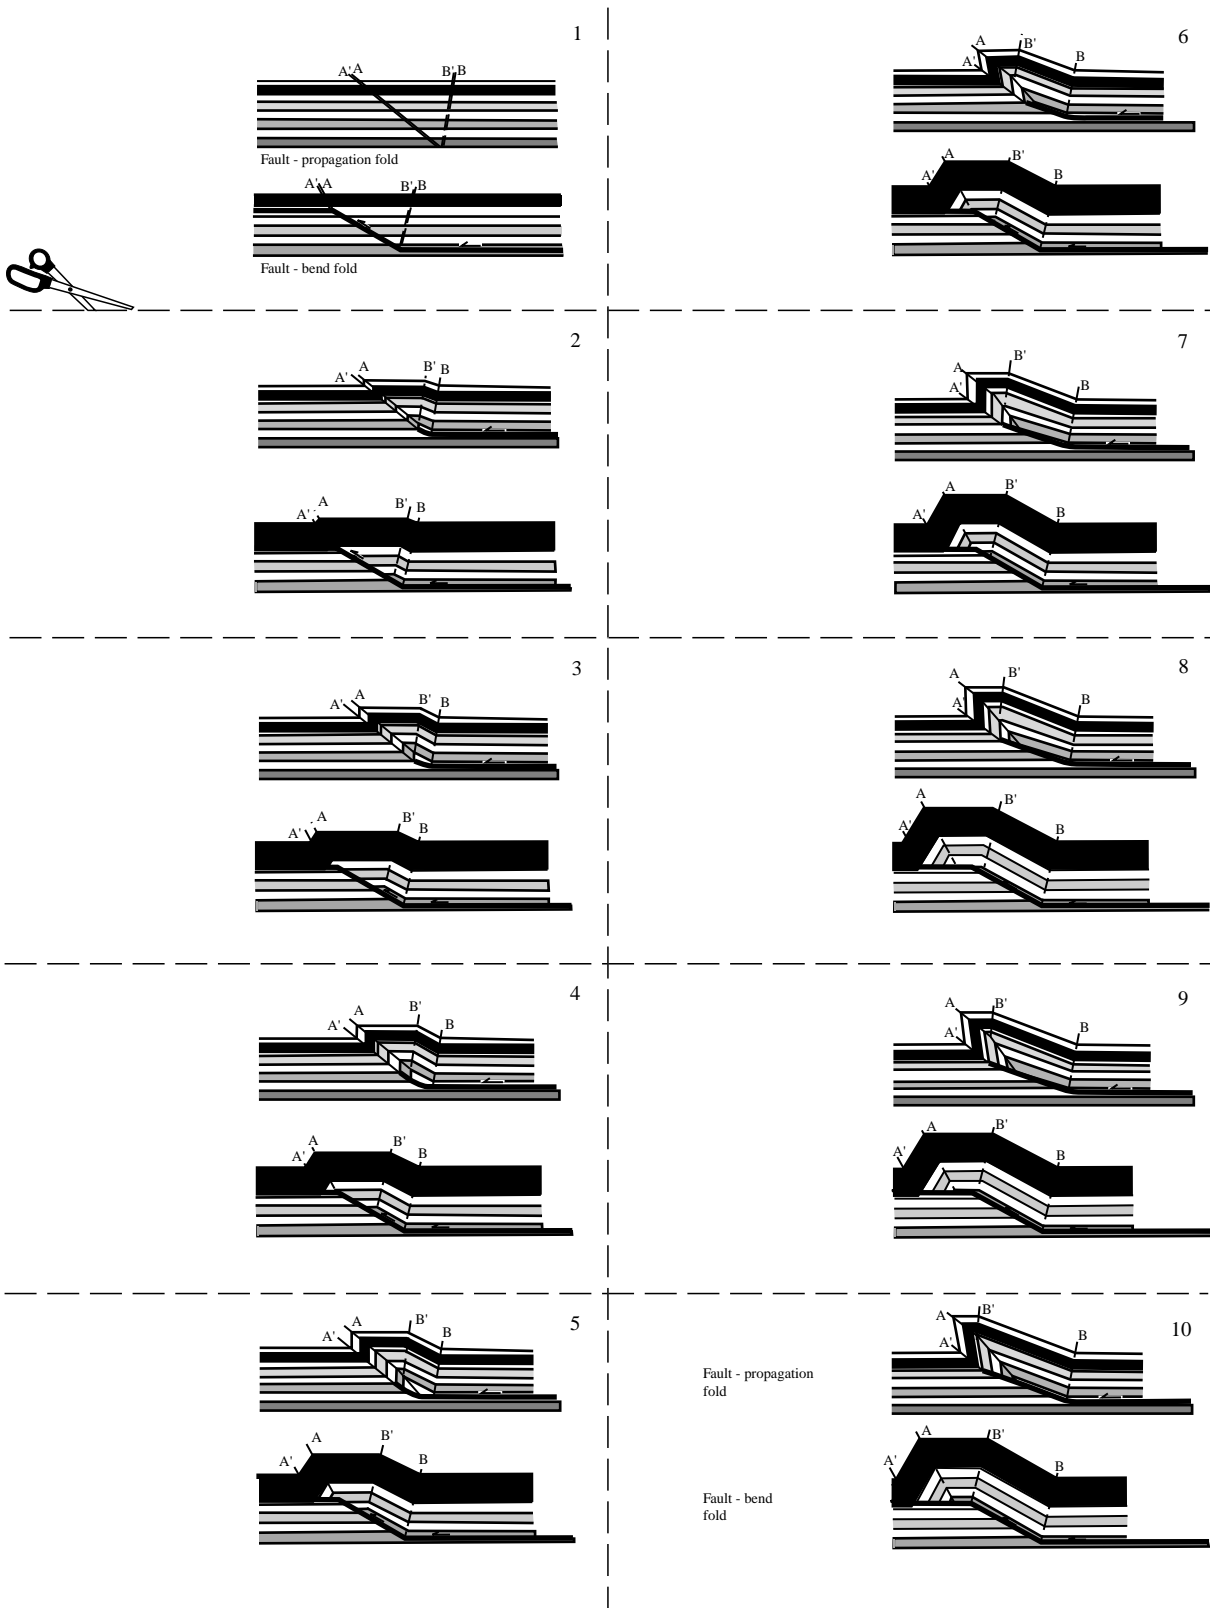 1
A' A B' B
Fault - propagation fold
A' A B' B
Fault - bend fold
2
A' A B' B
A' A B' B
3
A' A B' B
A' A B' B
4
A' A B' B
A' A B' B
5
A' A B' B
A' A B' B
6
A' A B' B
A' A B' B
7
A' A B' B
A' A B' B
8
A' A B' B
A' A B' B
9
A' A B' B
A' A B' B
10
A' A B' B
Fault - propagation
fold
A' A B' B
Fault - bend
fold